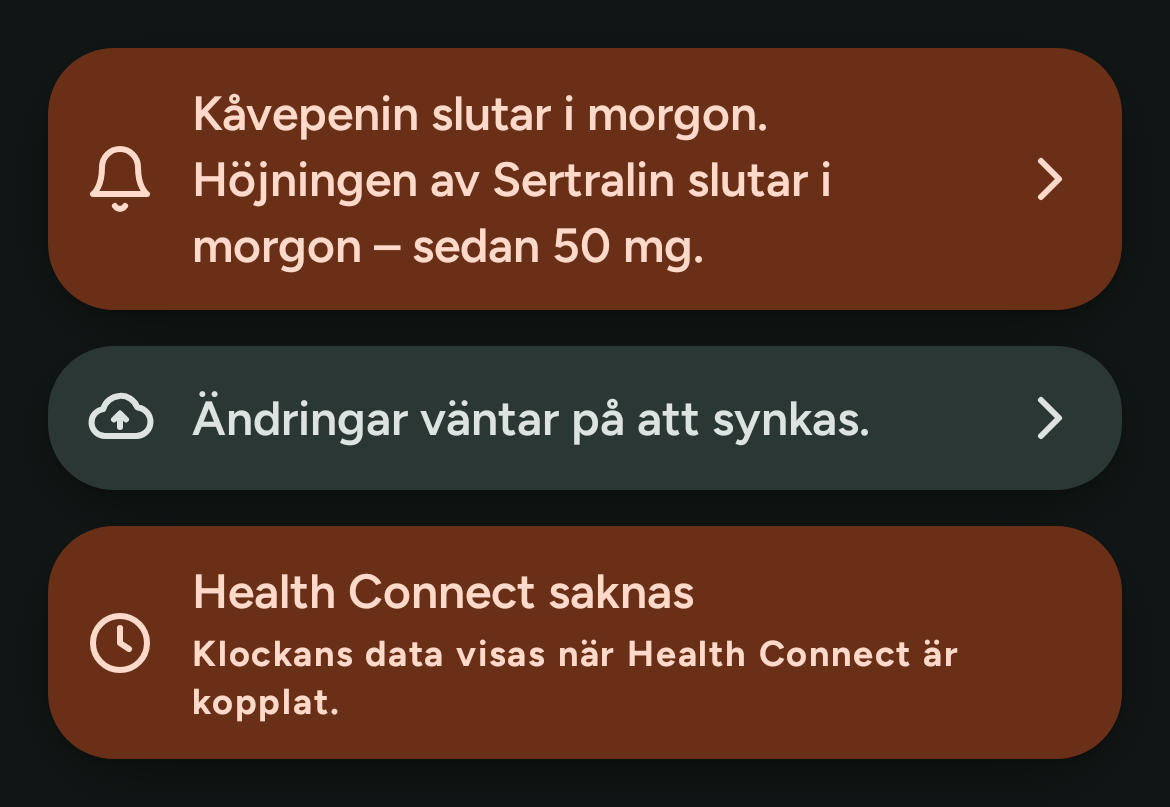 Kåvepenin slutar i morgon.
Höjningen av Sertralin slutar i
morgon – sedan 50 mg.
Ändringar väntar på att synkas.
Health Connect saknas
Klockans data visas när Health Connect är
kopplat.